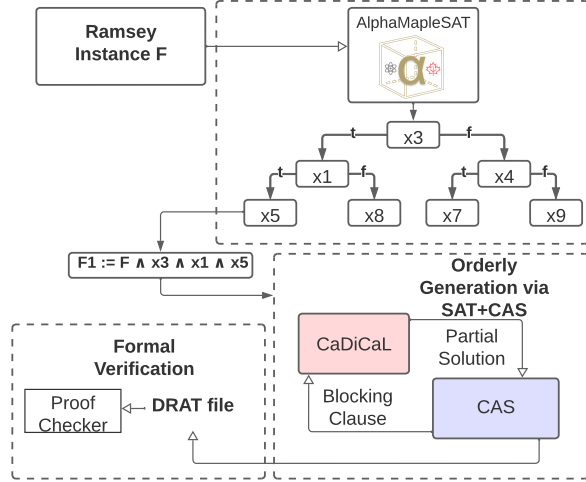 Ramsey
Instance F
AlphaMapleSAT
α
x3
t
f
x1
x4
t
f
t
f
x5
x8
x7
x9
F1 := F ∧ x3 ∧ x1 ∧ x5
Orderly
Generation via
SAT+CAS
CaDiCaL
Partial
Solution
Blocking
Clause
CAS
Formal
Verification
Proof
Checker
DRAT file